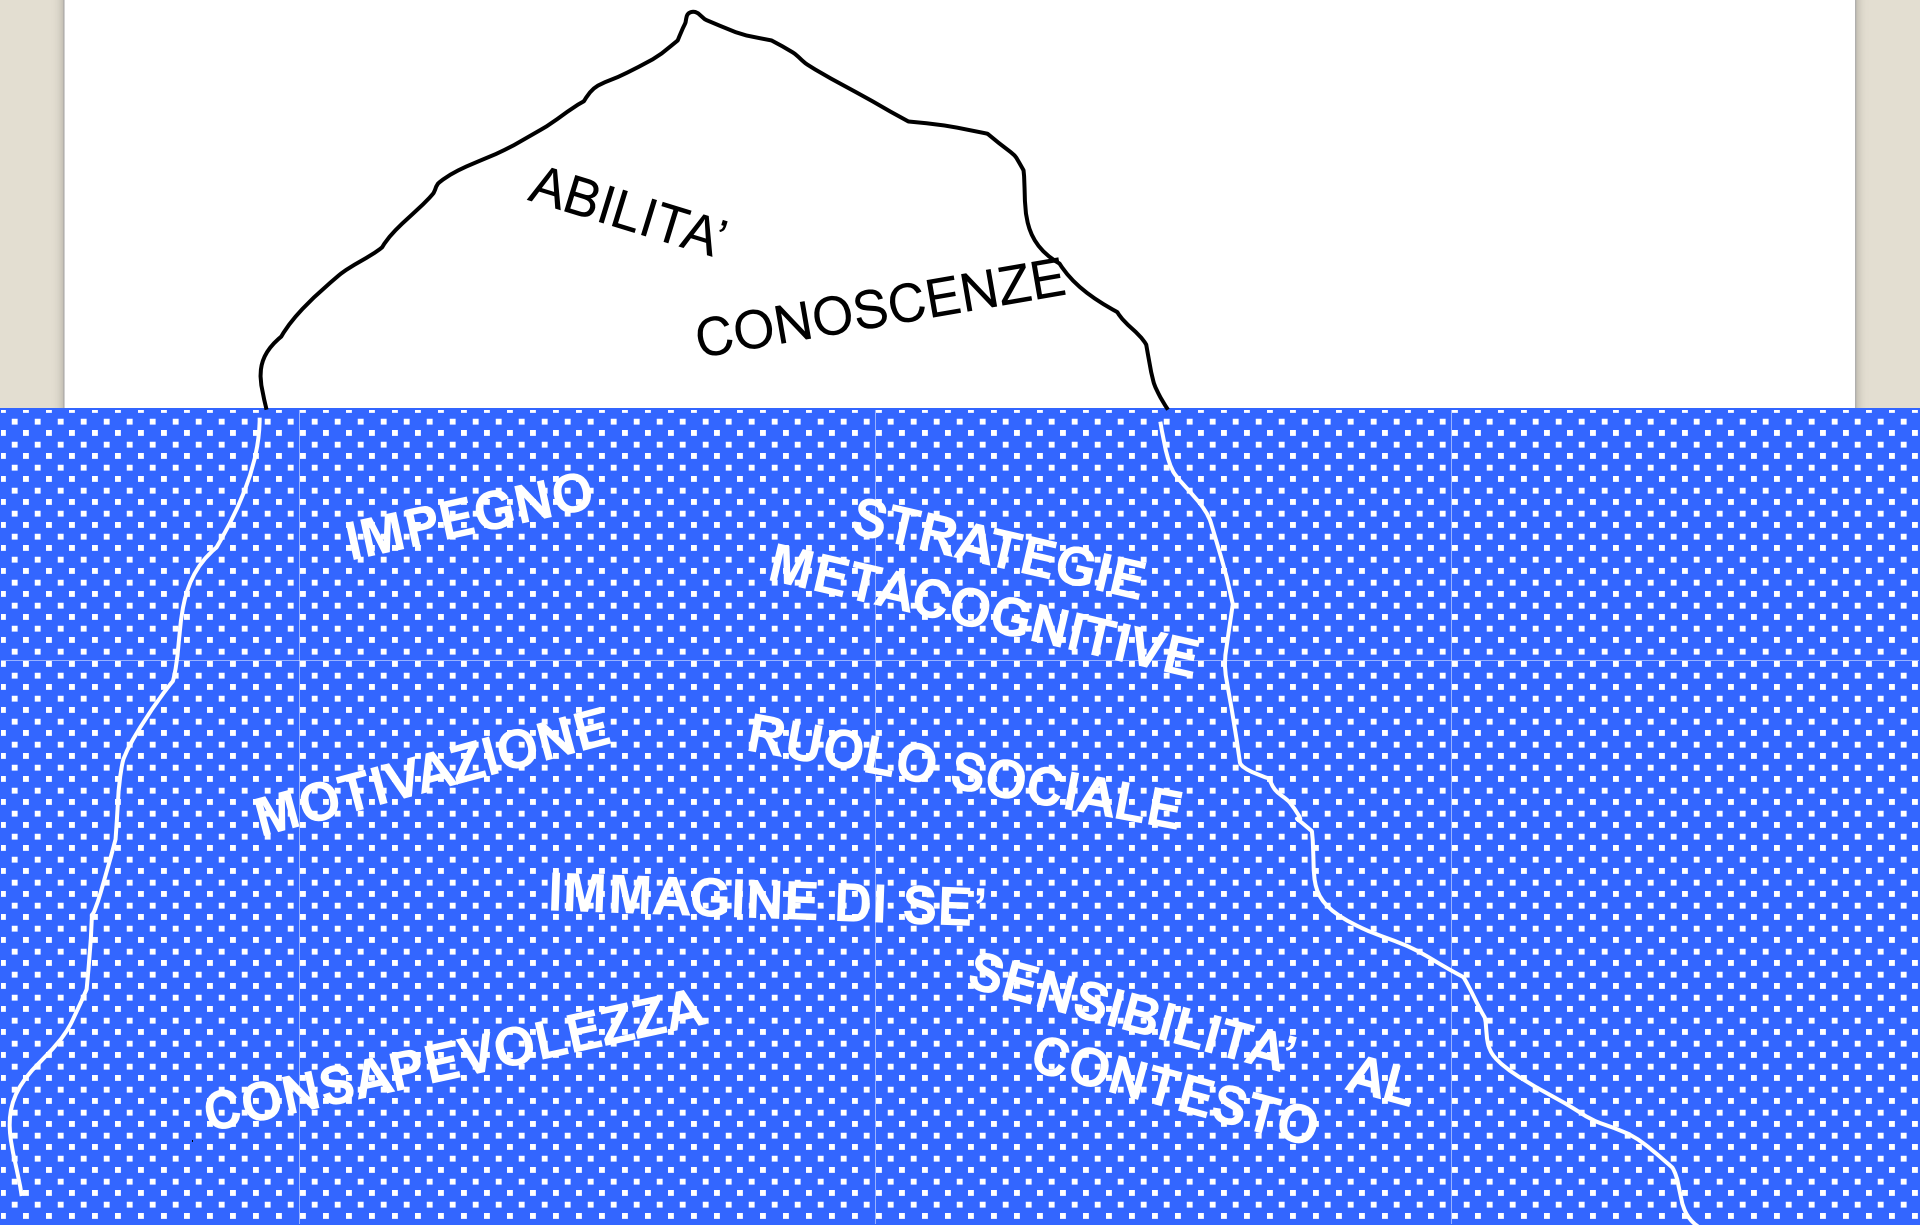 ABILITA’
CONOSCENZE
IMPEGNO
STRATEGIE
METACOGNITIVE
MOTIVAZIONE
RUOLO SOCIALE
IMMAGINE DI SE’
CONSAPEVOLEZZA
SENSIBILITA’ AL
CONTESTO